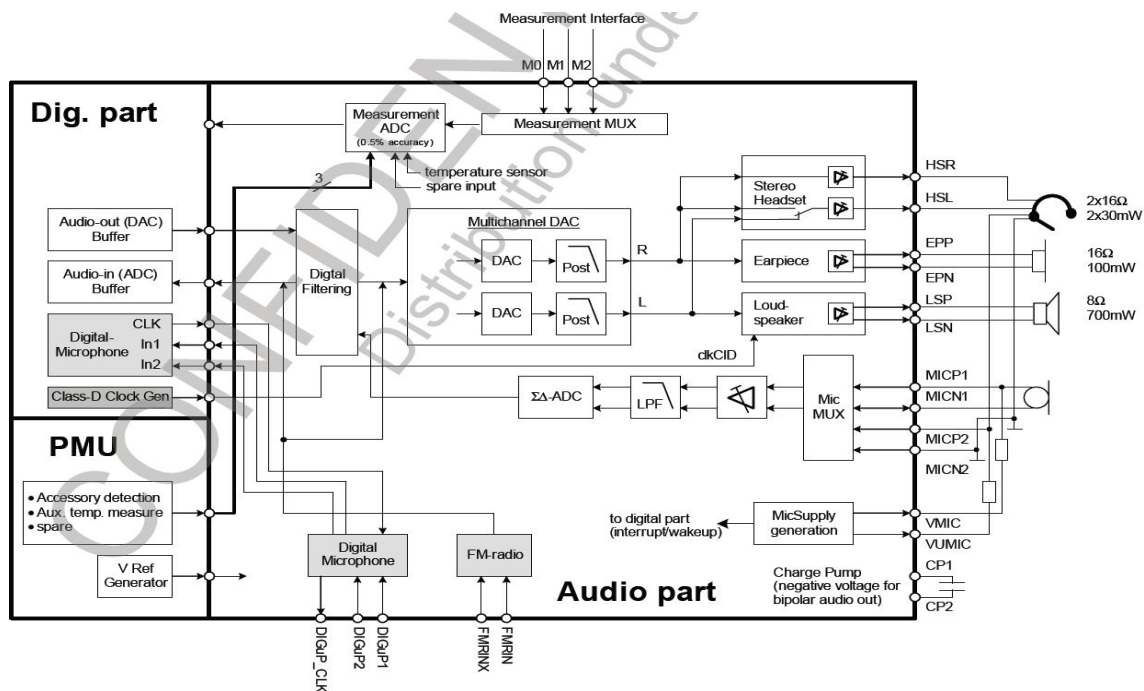 Measurement Interface
M0 M1 M2
Dig. part
Measurement
ADC
(0.5% accuracy)
Measurement MUX
temperature sensor
spare input
3
Audio-out (DAC)
Buffer
Audio-in (ADC)
Buffer
Digital-
Microphone
CLK
In1
In2
Class-D Clock Gen
Digtal
Filtering
Multichannel DAC
DAC
Post
R
DAC
Post
L
Stereo
Headset
Earpiece
Loud-
speaker
clkCID
HSR
HSL
2x16Ω
2x30mW
EPP
EPN
16Ω
100mW
LSP
LSN
8Ω
700mW
ΣΔ-ADC
LPF
Mic
MUX
MICP1
MICN1
MICP2
MICN2
PMU
• Accessory detection
• Aux. temp. measure
• spare
V Ref
Generator
Digital
Microphone
FM-radio
to digital part
(interrupt/wakeup)
MicSupply
generation
VMIC
VUMIC
Charge Pump
(negative voltage for
bipolar audio out)
CP1
CP2
Audio part
DIGuP_CLK
DIGuP2
DIGuP1
FMRINX
FMRIN
CONFIDEN
Distribution unde